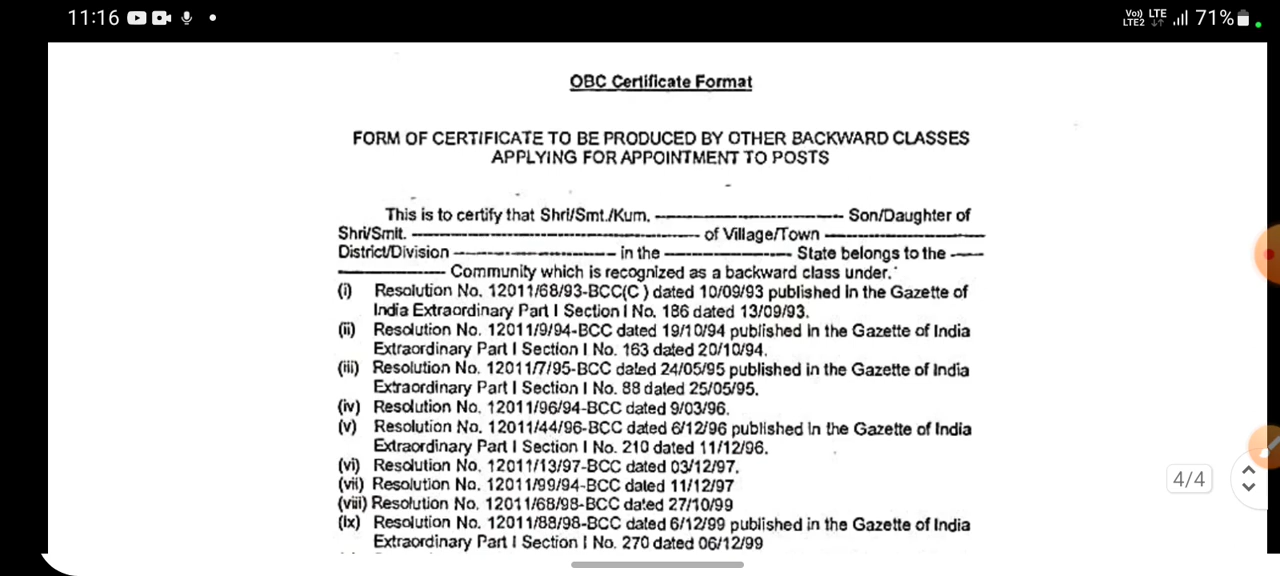 11:16
Vo) LTE
LTE2
71%
OBC Certificate Format
FORM OF CERTIFICATE TO BE PRODUCED BY OTHER BACKWARD CLASSES
APPLYING FOR APPOINTMENT TO POSTS
This is to certify that Shri/Smt./Kum. ---------------------- Son/Daughter of
Shri/Smt. ---------------------------------- of Village/Town -------------------
District/Division -------------------- in the --------------- State belongs to the ----
------------- Community which is recognized as a backward class under.
(i) Resolution No. 12011/68/93-BCC(C ) dated 10/09/93 published in the Gazette of
India Extraordinary Part I Section I No. 186 dated 13/09/93.
(ii) Resolution No. 12011/9/94-BCC dated 19/10/94 published in the Gazette of India
Extraordinary Part I Section I No. 163 dated 20/10/94.
(iii) Resolution No. 12011/7/95-BCC dated 24/05/95 published in the Gazette of India
Extraordinary Part I Section I No. 88 dated 25/05/95.
(iv) Resolution No. 12011/96/94-BCC dated 9/03/96.
(v) Resolution No. 12011/44/96-BCC dated 6/12/96 published in the Gazette of India
Extraordinary Part I Section I No. 210 dated 11/12/96.
(vi) Resolution No. 12011/13/97-BCC dated 03/12/97.
(vii) Resolution No. 12011/99/94-BCC dated 11/12/97
(viii) Resolution No. 12011/68/98-BCC dated 27/10/99
(ix) Resolution No. 12011/88/98-BCC dated 6/12/99 published in the Gazette of India
Extraordinary Part I Section I No. 270 dated 06/12/99
4/4